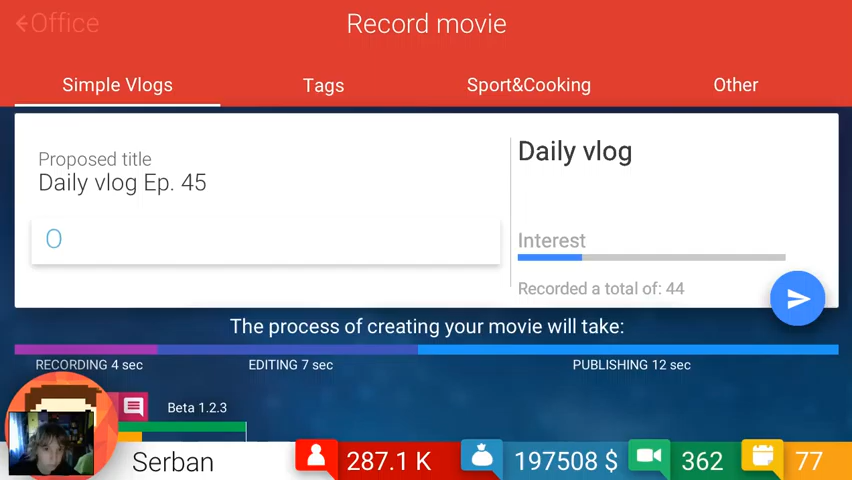 Office
Record movie
Simple Vlogs
Tags
Sport&Cooking
Other
Proposed title
Daily vlog Ep. 45
O
Daily vlog
Interest
Recorded a total of: 44
The process of creating your movie will take:
RECORDING 4 sec
EDITING 7 sec
PUBLISHING 12 sec
Beta 1.2.3
Serban
287.1 K
197508 $
362
77